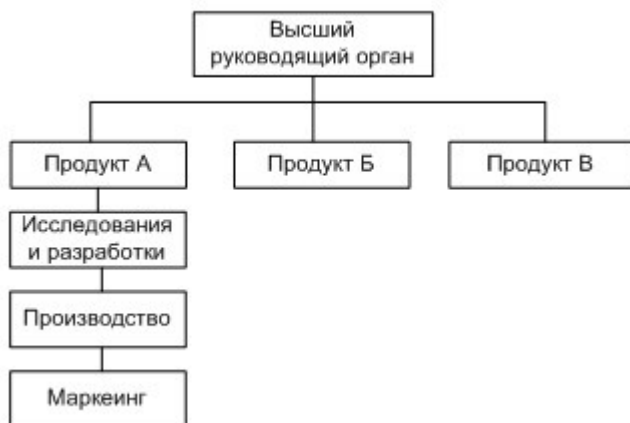 Высший
руководящий орган
Продукт А
Продукт Б
Продукт В
Исследования
и разработки
Производство
Маркеинг